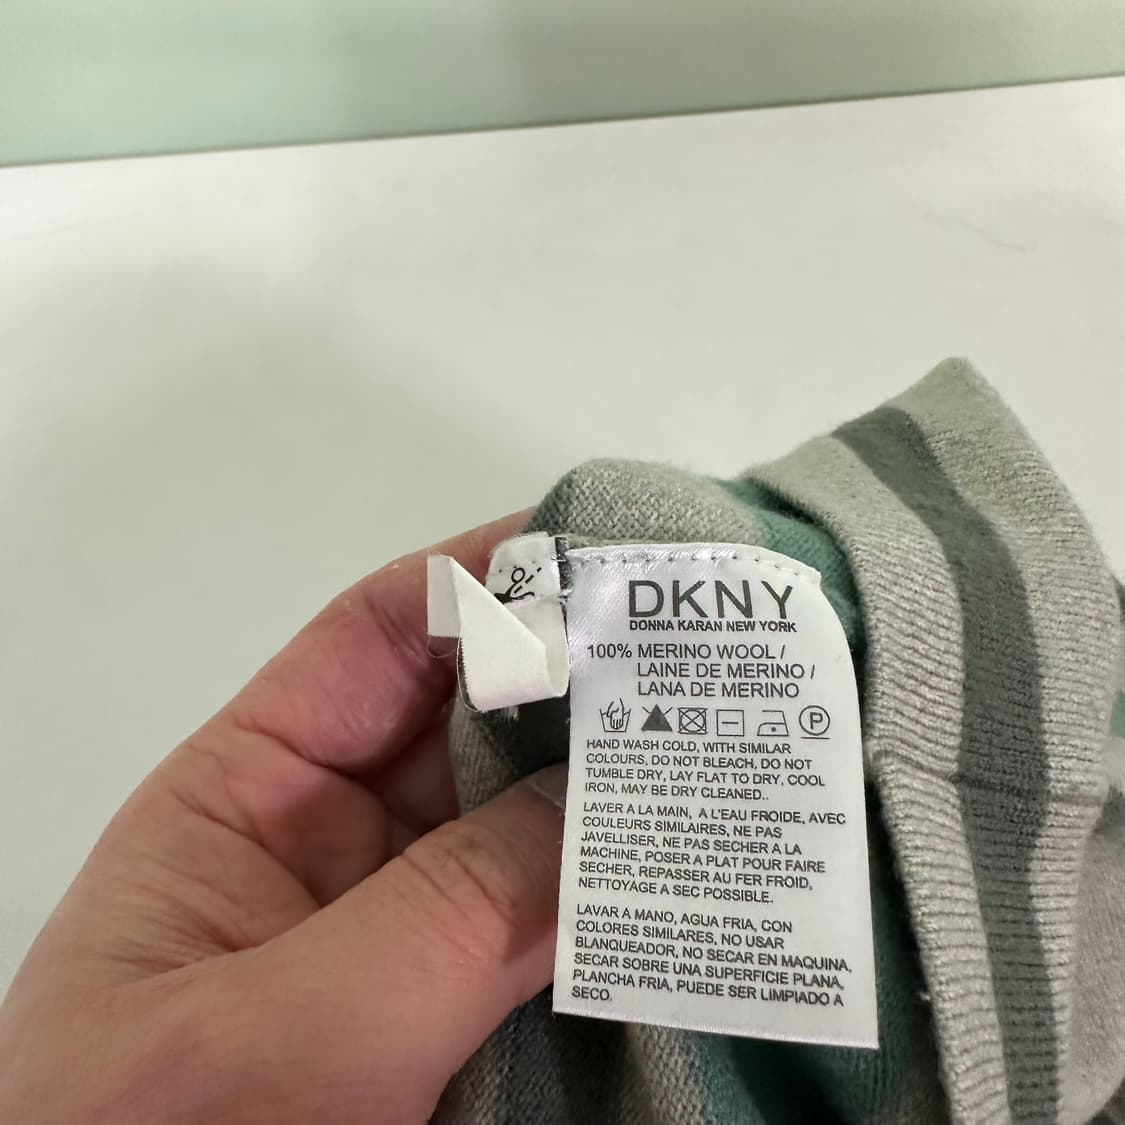 DKNY
DONNA KARAN NEW YORK
100% MERINO WOOL /
LAINE DE MERINO /
LANA DE MERINO
P
HAND WASH COLD, WITH SIMILAR
COLOURS, DO NOT BLEACH, DO NOT
TUMBLE DRY, LAY FLAT TO DRY, COOL
IRON, MAY BE DRY CLEANED..
LAVER A LA MAIN, A L'EAU FROIDE, AVEC
COULEURS SIMILAIRES, NE PAS
JAVELLISER, NE PAS SECHER A LA
MACHINE, POSER A PLAT POUR FAIRE
SECHER, REPASSER AU FER FROID,
NETTOYAGE A SEC POSSIBLE.
LAVAR A MANO, AGUA FRIA, CON
COLORES SIMILARES, NO USAR
BLANQUEADOR, NO SECAR EN MAQUINA,
SECAR SOBRE UNA SUPERFICIE PLANA,
PLANCHA FRIA, PUEDE SER LIMPIADO A
SECO.